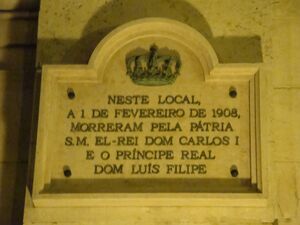 NESTE LOCAL,
A 1 DE FEVEREIRO DE 1908,
MORRERAM PELA PÁTRIA
S.M. EL-REI DOM CARLOS I
E O PRÍNCIPE REAL
DOM LUÍS FILIPE